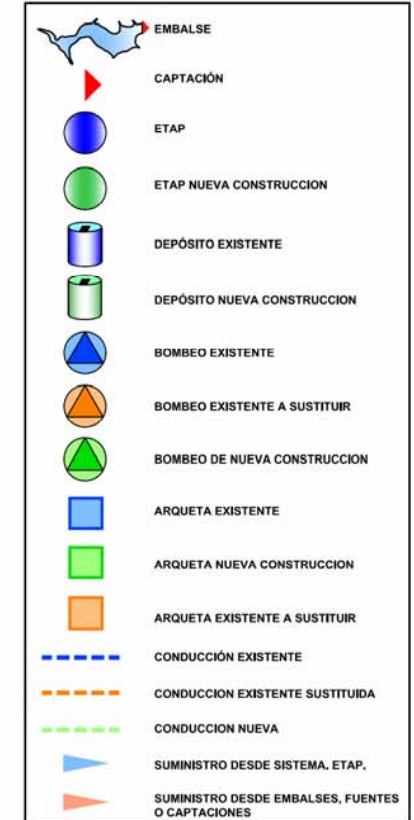 EMBALSE
CAPTACIÓN
ETAP
ETAP NUEVA CONSTRUCCION
DEPÓSITO EXISTENTE
DEPÓSITO NUEVA CONSTRUCCION
BOMBEO EXISTENTE
BOMBEO EXISTENTE A SUSTITUIR
BOMBEO DE NUEVA CONSTRUCCION
ARQUETA EXISTENTE
ARQUETA NUEVA CONSTRUCCION
ARQUETA EXISTENTE A SUSTITUIR
CONDUCCIÓN EXISTENTE
CONDUCCION EXISTENTE SUSTITUIDA
CONDUCCION NUEVA
SUMINISTRO DESDE SISTEMA. ETAP.
SUMINISTRO DESDE EMBALSES, FUENTES
O CAPTACIONES